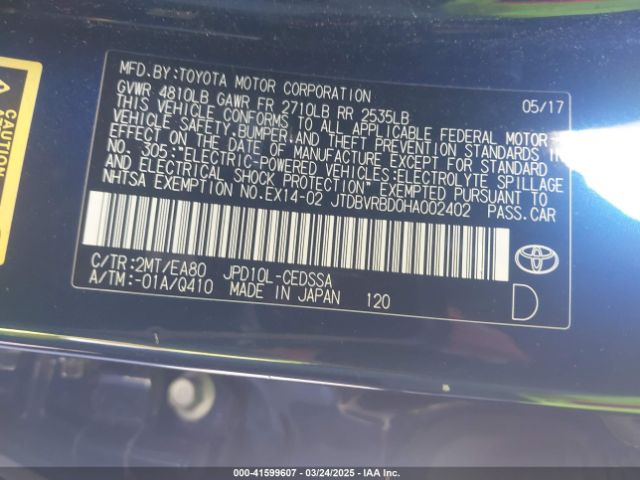 CAUTION
MFD.BY:TOYOTA MOTOR CORPORATION 05/17
GVWR 4810LB GAWR FR 2710LB RR 2535LB
THIS VEHICLE CONFORMS TO ALL APPLICABLE FEDERAL MOTOR
VEHICLE SAFETY,BUMPER,AND THEFT PREVENTION STANDARDS IN
EFFECT ON THE DATE OF MANUFACTURE EXCEPT FOR STANDARD
NO. 305:"ELECTRIC-POWERED VEHICLES:ELECTROLYTE SPILLAGE
AND ELECTRICAL SHOCK PROTECTION" EXEMPTED PURSUANT TO
NHTSA EXEMPTION NO.EX14-02 JTDBVRBD0HA002402 PASS.CAR
C/TR:2MT/EA80 JPD10L-CEDSSA
A/TM:-01A/Q410 MADE IN JAPAN 120
TOYOTA
D
00-41599607 - 03/24/2025 - IAA Inc.